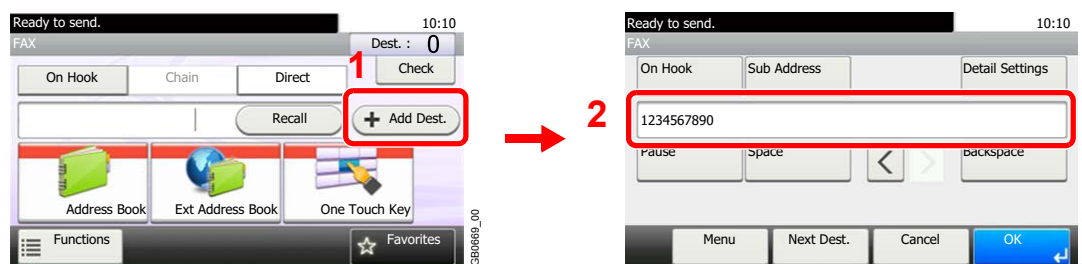 Ready to send. 10:10
FAX Dest. : 0
1
On Hook Chain Direct Check
Recall + Add Dest.
Address Book Ext Address Book One Touch Key
Functions Favorites
GB0669_00
Ready to send. 10:10
FAX
On Hook Sub Address Detail Settings
2
1234567890
Pause Space < > Backspace
Menu Next Dest. Cancel OK